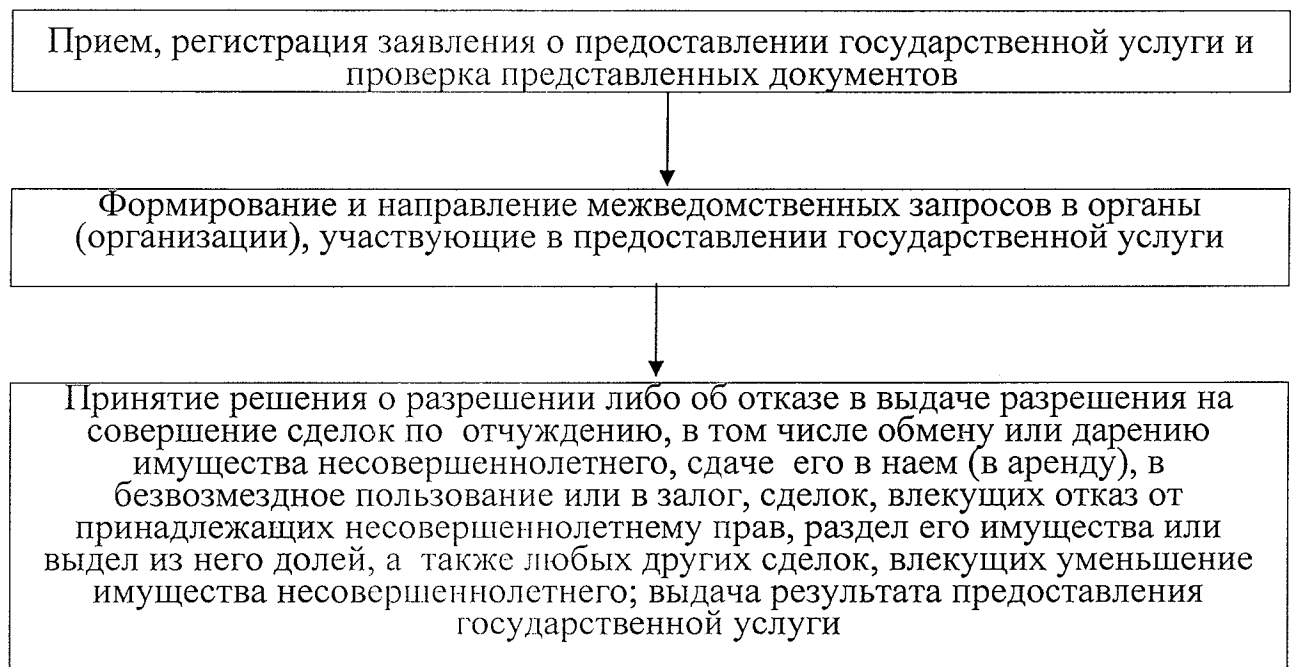 Прием, регистрация заявления о предоставлении государственной услуги и
проверка представленных документов
Формирование и направление межведомственных запросов в органы
(организации), участвующие в предоставлении государственной услуги
Принятие решения о разрешении либо об отказе в выдаче разрешения на
совершение сделок по отчуждению, в том числе обмену или дарению
имущества несовершеннолетнего, сдаче его в наем (в аренду), в
безвозмездное пользование или в залог, сделок, влекущих отказ от
принадлежащих несовершеннолетнему прав, раздел его имущества или
выдел из него долей, а также любых других сделок, влекущих уменьшение
имущества несовершеннолетнего; выдача результата предоставления
государственной услуги